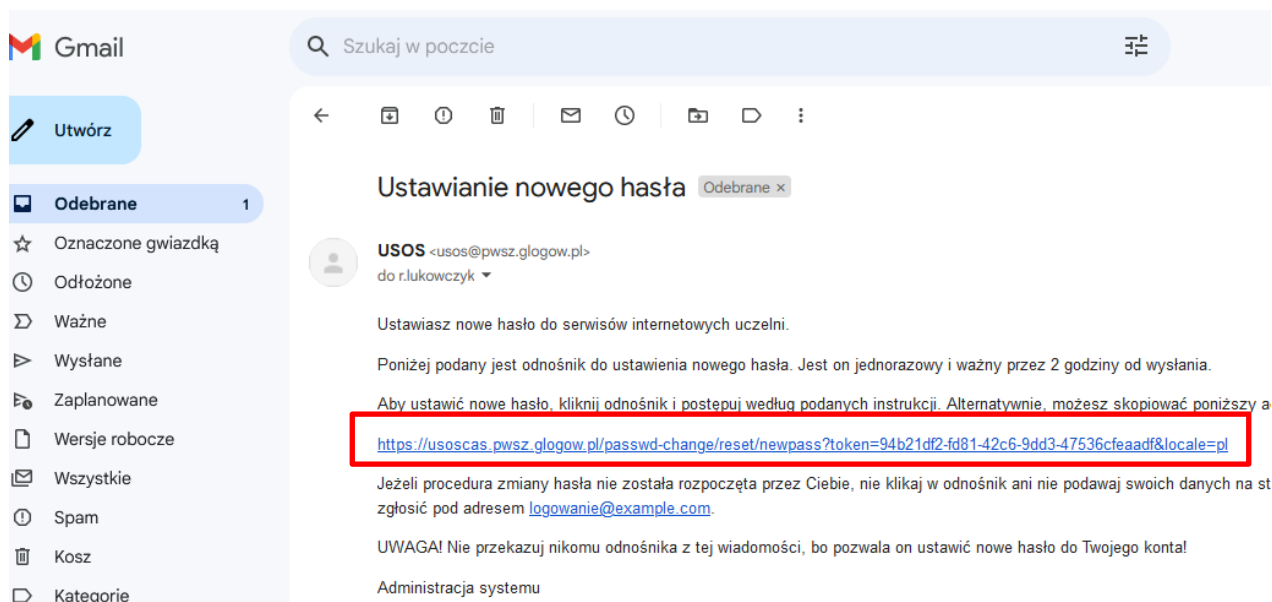 Gmail
Szukaj w poczcie
Utwórz
Odebrane 1
Oznaczone gwiazdką
Odłożone
Ważne
Wysłane
Zaplanowane
Wersje robocze
Wszystkie
Spam
Kosz
Kategorie
Ustawianie nowego hasła Odebrane ×
USOS <usos@pwsz.glogow.pl>
do r.lukowczyk
Ustawiasz nowe hasło do serwisów internetowych uczelni.
Poniżej podany jest odnośnik do ustawienia nowego hasła. Jest on jednorazowy i ważny przez 2 godziny od wysłania.
Aby ustawić nowe hasło, kliknij odnośnik i postępuj według podanych instrukcji. Alternatywnie, możesz skopiować poniższy
https://usoscas.pwsz.glogow.pl/passwd-change/reset/newpass?token=94b21df2-fd81-42c6-9dd3-47536cfeaadf&locale=pl
Jeżeli procedura zmiany hasła nie została rozpoczęta przez Ciebie, nie klikaj w odnośnik ani nie podawaj swoich danych na
zgłosić pod adresem logowanie@example.com.
UWAGA! Nie przekazuj nikomu odnośnika z tej wiadomości, bo pozwala on ustawić nowe hasło do Twojego konta!
Administracja systemu